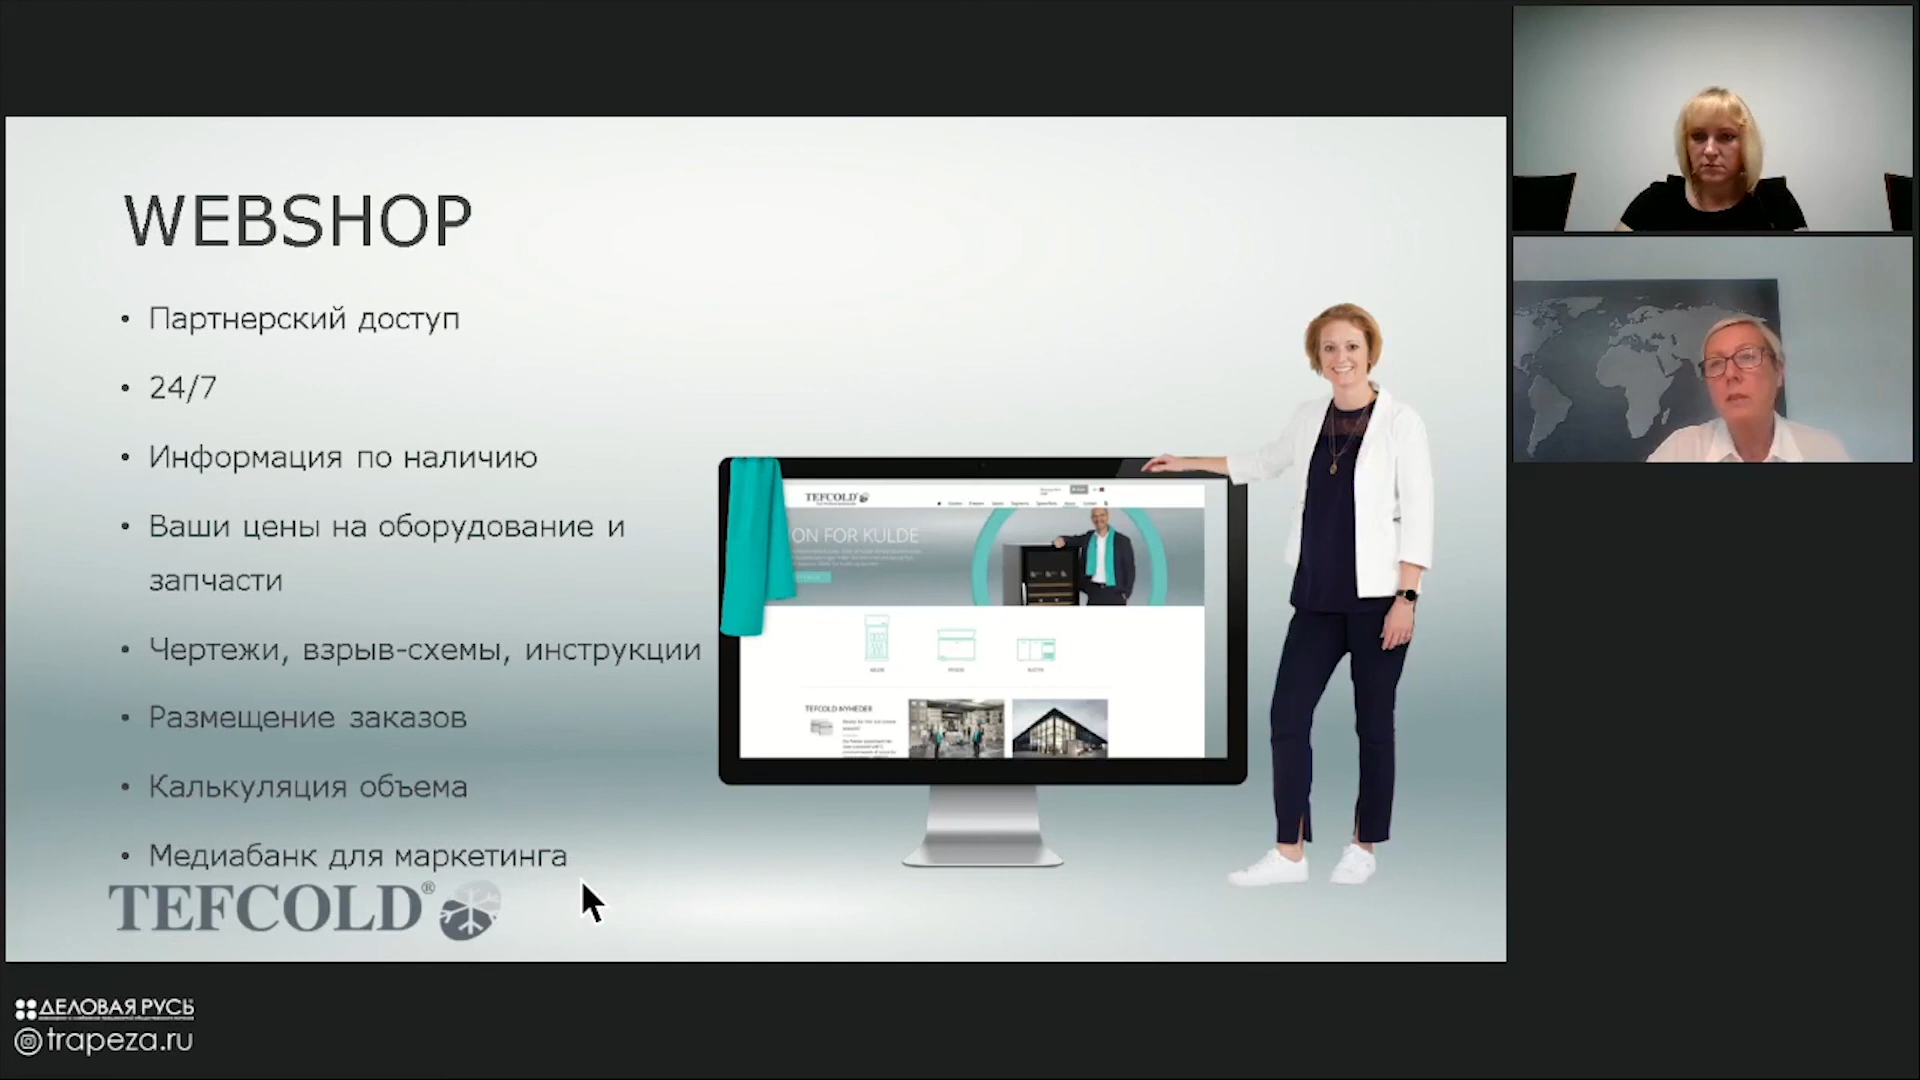 WEBSHOP
• Партнерский доступ
• 24/7
• Информация по наличию
• Ваши цены на оборудование и
запчасти
• Чертежи, взрыв-схемы, инструкции
• Размещение заказов
• Калькуляция объема
• Медиабанк для маркетинга
TEFCOLD®
TEFCOLD
ON FOR KULDE
TEFCOLD NYHEDER
ДЕЛОВАЯ РУСЬ
trapeza.ru